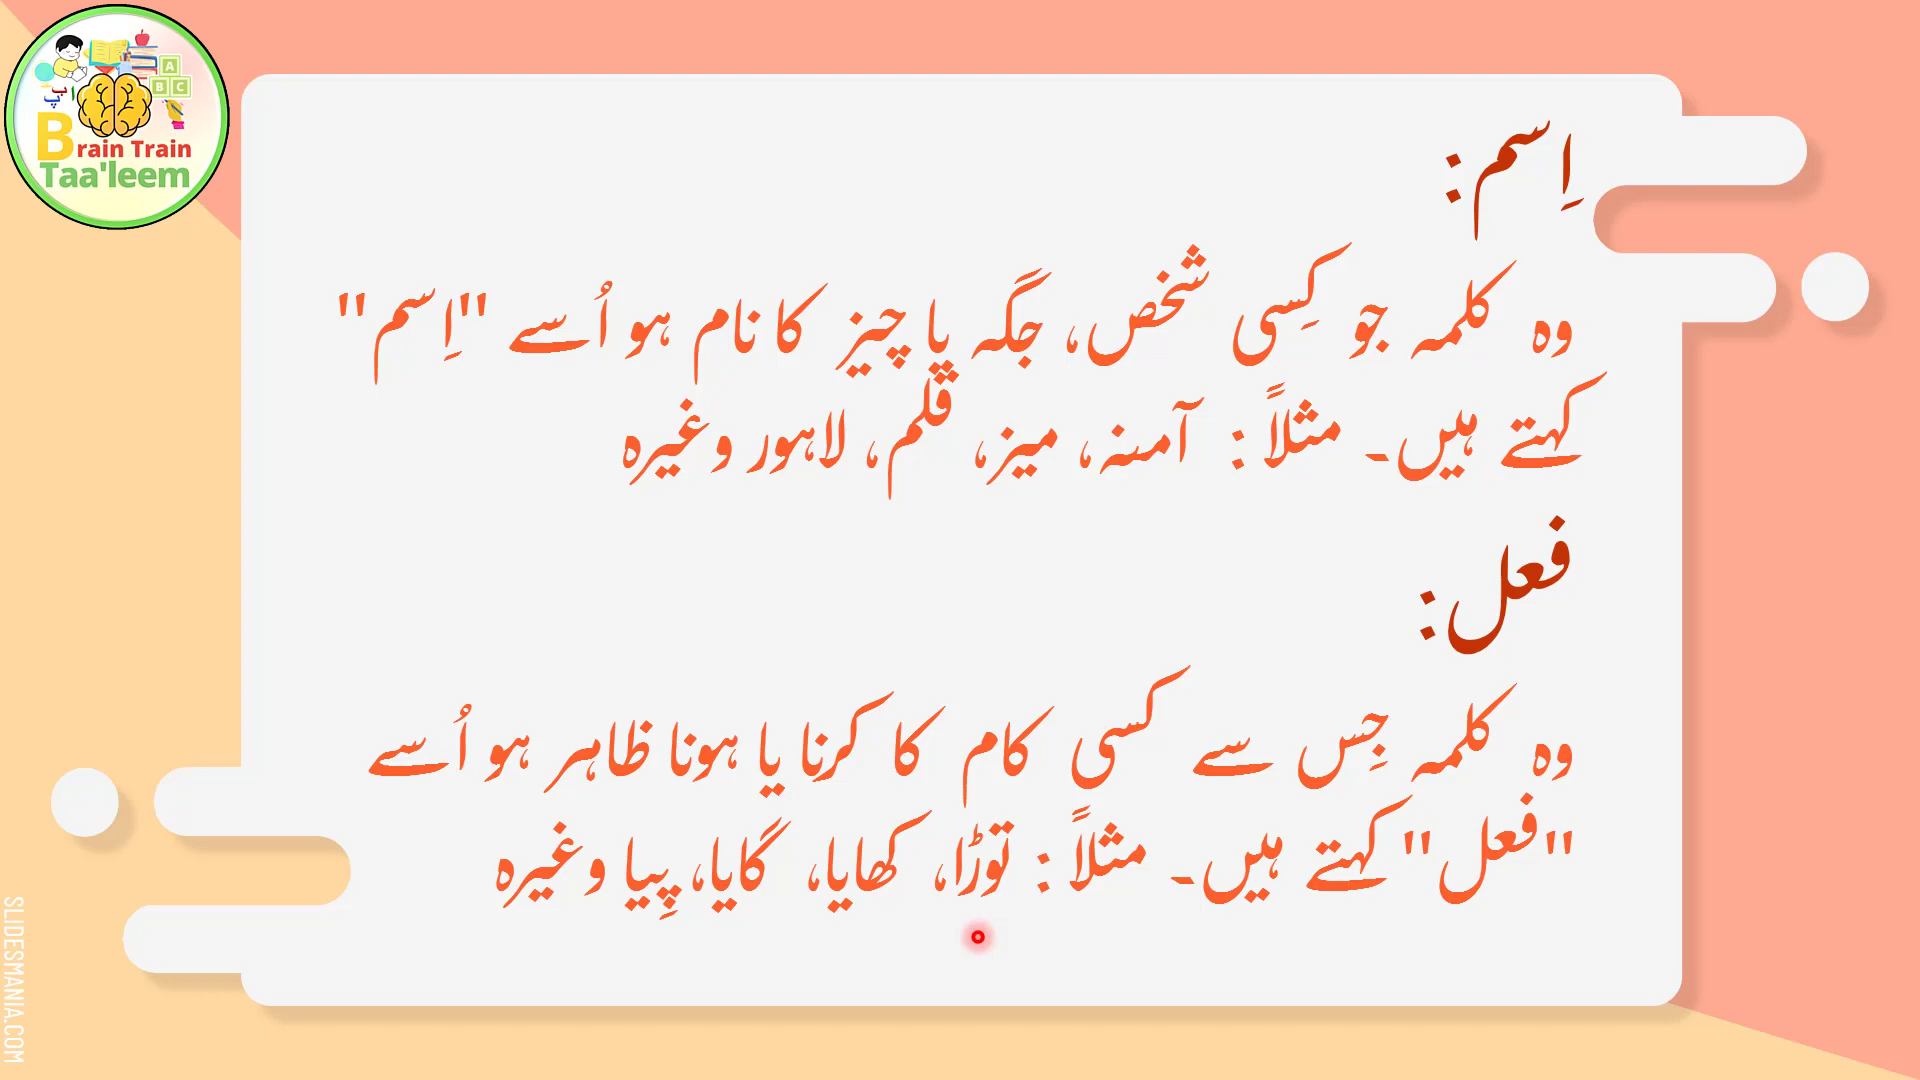 Brain Train
Taa'leem
ا ب پ
A
B C
اِسم:
وہ کلمہ جو کِسی شخص، جگہ یا چیز کا نام ہو اُسے "اِسم"
کہتے ہیں۔ مثلاً: آمنہ، میز، قلم، لاہور وغیرہ
فعل:
وہ کلمہ جِس سے کسی کام کا کرنا یا ہونا ظاہر ہو اُسے
"فعل" کہتے ہیں۔ مثلاً: توڑا، کھایا، گایا، پِیا وغیرہ
SLIDESMANIA.COM